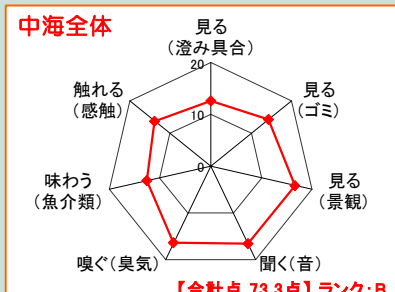 中海全体
見る
(澄み具合)
20
触れる
(感触)
見る
(ゴミ)
10
味わう
(魚介類)
0
見る
(景観)
嗅ぐ(臭気)
聞く(音)
【合計点 73.3点】ランク:B